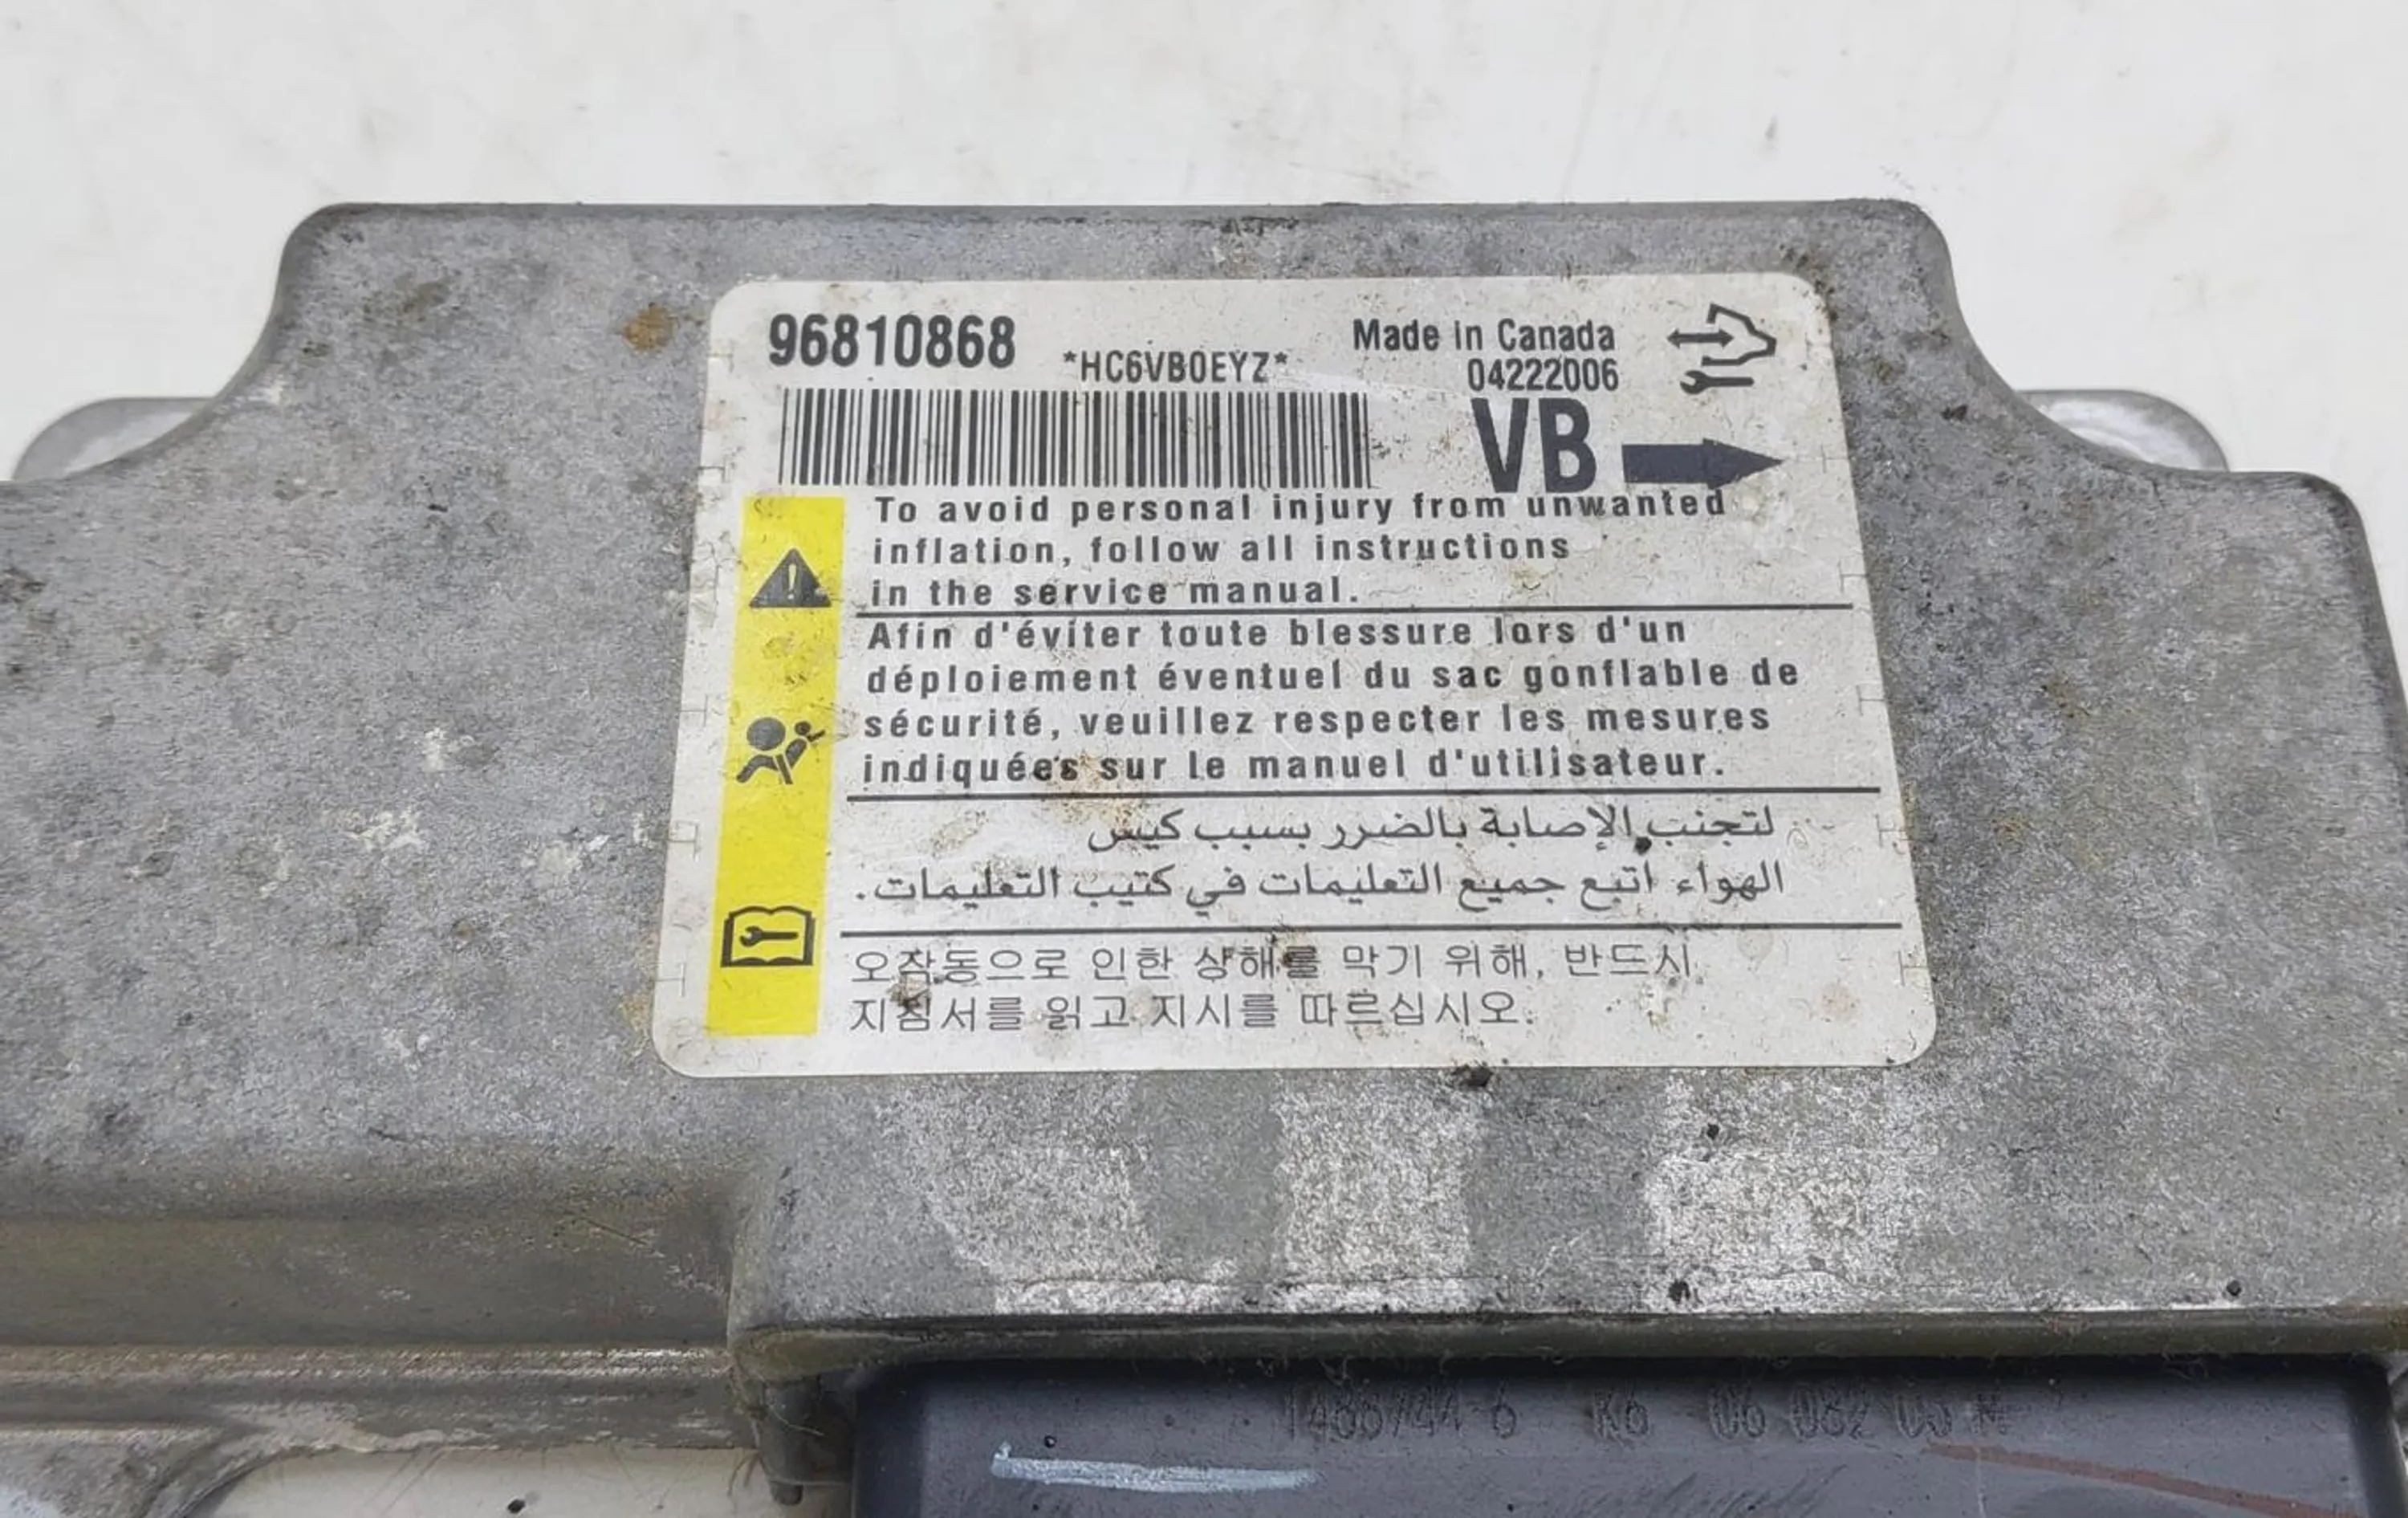 96810868
*HC6VB0EYZ*
Made in Canada
04222006
VB
To avoid personal injury from unwanted
inflation, follow all instructions
in the service manual.
Afin d'éviter toute blessure lors d'un
déploiement éventuel du sac gonflable de
sécurité, veuillez respecter les mesures
indiquées sur le manuel d'utilisateur.
لتجنب الإصابة بالضرر بسبب كيس
الهواء اتبع جميع التعليمات في كتيب التعليمات.
오작동으로 인한 상해를 막기 위해, 반드시
지침서를 읽고 지시를 따르십시오.
K6 06 082 05